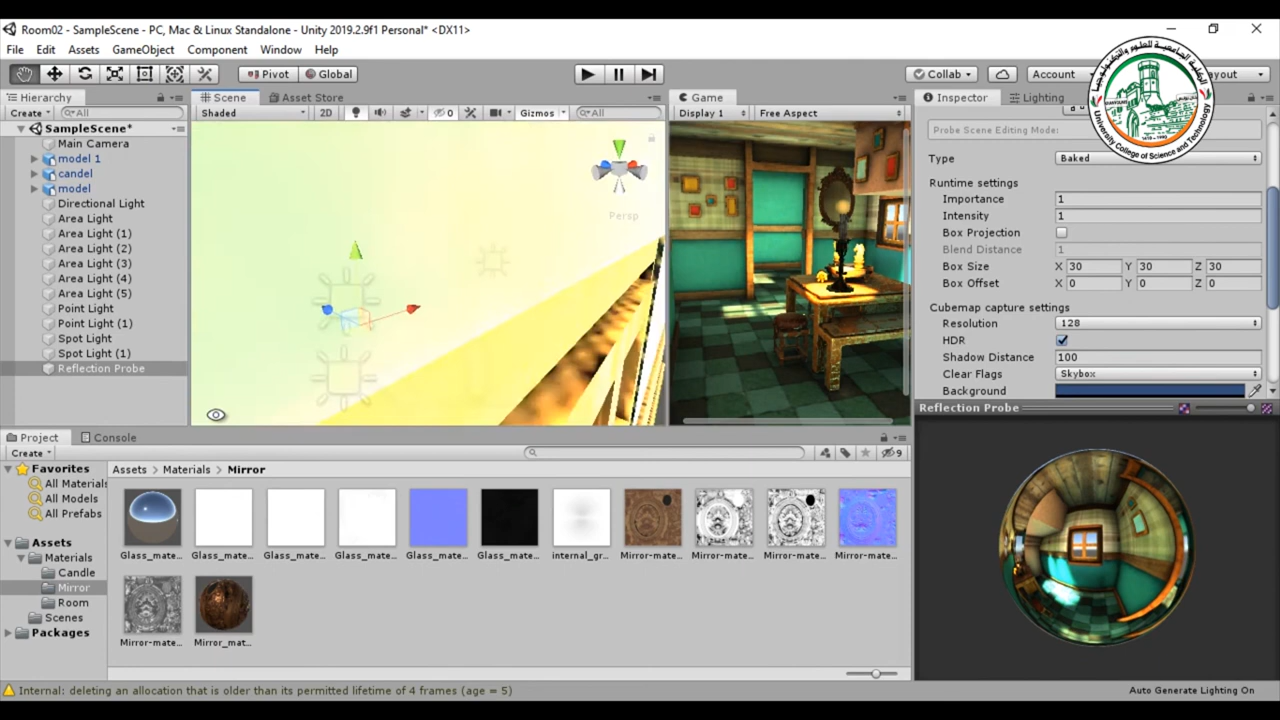 Room02 - SampleScene - PC, Mac & Linux Standalone - Unity 2019.2.9f1 Personal* <DX11>
File Edit Assets GameObject Component Window Help
Pivot Global Collab Account yout
Hierarchy Scene Asset Store Game Inspector Lighting
Create All Shaded 2D 0 Gizmos All Display 1 Free Aspect
SampleScene*
Main Camera
model 1
candel
model
Directional Light
Area Light
Area Light (1)
Area Light (2)
Area Light (3)
Area Light (4)
Area Light (5)
Point Light
Point Light (1)
Spot Light
Spot Light (1)
Reflection Probe
Persp
Probe Scene Editing Mode:
Type Baked
Runtime settings
Importance 1
Intensity 1
Box Projection
Blend Distance 1
Box Size X 30 Y 30 Z 30
Box Offset X 0 Y 0 Z 0
Cubemap capture settings
Resolution 128
HDR
Shadow Distance 100
Clear Flags Skybox
Background
Reflection Probe
الكلية الجامعية للعلوم والتكنولوجيا
University College of Science and Technology
Project Console
Create 9
Favorites
All Materials
All Models
All Prefabs
Assets
Materials
Candle
Mirror
Room
Scenes
Packages
Assets Materials Mirror
Glass_mate... Glass_mate... Glass_mate... Glass_mate... Glass_mate... Glass_mate... internal_gr... Mirror-mate... Mirror-mate... Mirror-mate... Mirror-mate...
Mirror-mate... Mirror_mat...
Internal: deleting an allocation that is older than its permitted lifetime of 4 frames (age = 5)
Auto Generate Lighting On